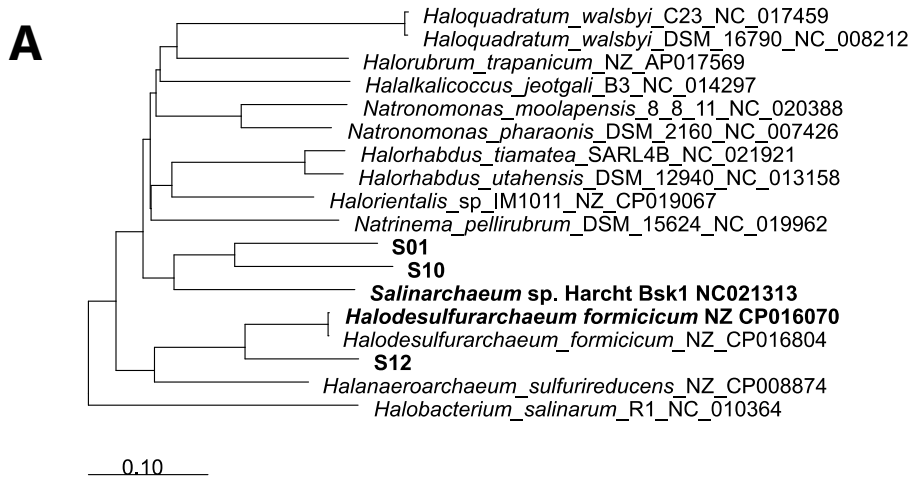 A
Haloquadratum_walsbyi_C23_NC_017459
Haloquadratum_walsbyi_DSM_16790_NC_008212
Halorubrum_trapanicum_NZ_AP017569
Halalkalicoccus_jeotgali_B3_NC_014297
Natronomonas_moolapensis_8_8_11_NC_020388
Natronomonas_pharaonis_DSM_2160_NC_007426
Halorhabdus_tiamatea_SARL4B_NC_021921
Halorhabdus_utahensis_DSM_12940_NC_013158
Halorientalis_sp_IM1011_NZ_CP019067
Natrinema_pellirubrum_DSM_15624_NC_019962
S01
S10
Salinarchaeum sp. Harcht Bsk1 NC021313
Halodesulfurarchaeum formicicum NZ CP016070
Halodesulfurarchaeum_formicicum_NZ_CP016804
S12
Halanaeroarchaeum_sulfurireducens_NZ_CP008874
Halobacterium_salinarum_R1_NC_010364
0.10